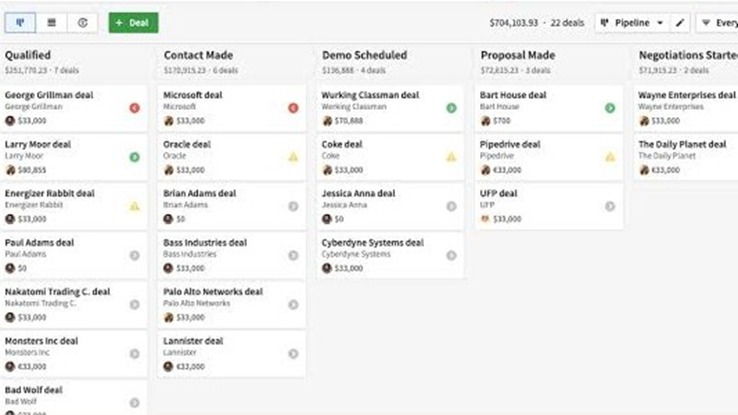 + Deal
$704,103.93 · 22 deals
Pipeline
Every
Qualified
$251,770.23 · 7 deals
George Grillman deal
George Grillman
$33,000
Larry Moor deal
Larry Moor
$80,855
Energizer Rabbit deal
Energizer Rabbit
$33,000
Paul Adams deal
Paul Adams
$0
Nakatomi Trading C. deal
Nakatomi Trading C.
$33,000
Monsters Inc deal
Monsters Inc
€33,000
Bad Wolf deal
Bad Wolf
Contact Made
$170,915.23 · 6 deals
Microsoft deal
Microsoft
$33,000
Oracle deal
Oracle
$33,000
Brian Adams deal
Brian Adams
$0
Bass Industries deal
Bass Industries
$33,000
Palo Alto Networks deal
Palo Alto Networks
$33,000
Lannister deal
Lannister
€33,000
Demo Scheduled
$136,888 · 4 deals
Wurking Classman deal
Werking Classman
$70,888
Coke deal
Coke
$33,000
Jessica Anna deal
Jessica Anna
$0
Cyberdyne Systems deal
Cyberdyne Systems
$33,000
Proposal Made
$72,615.23 · 3 deals
Bart House deal
Bart House
$700
Pipedrive deal
Pipedrive
€33,000
UFP deal
UFP
$33,000
Negotiations Starte
$71,915.23 · 2 deals
Wayne Enterprises deal
Wayne Enterprises
$33,000
The Daily Planet deal
The Daily Planet
€33,000